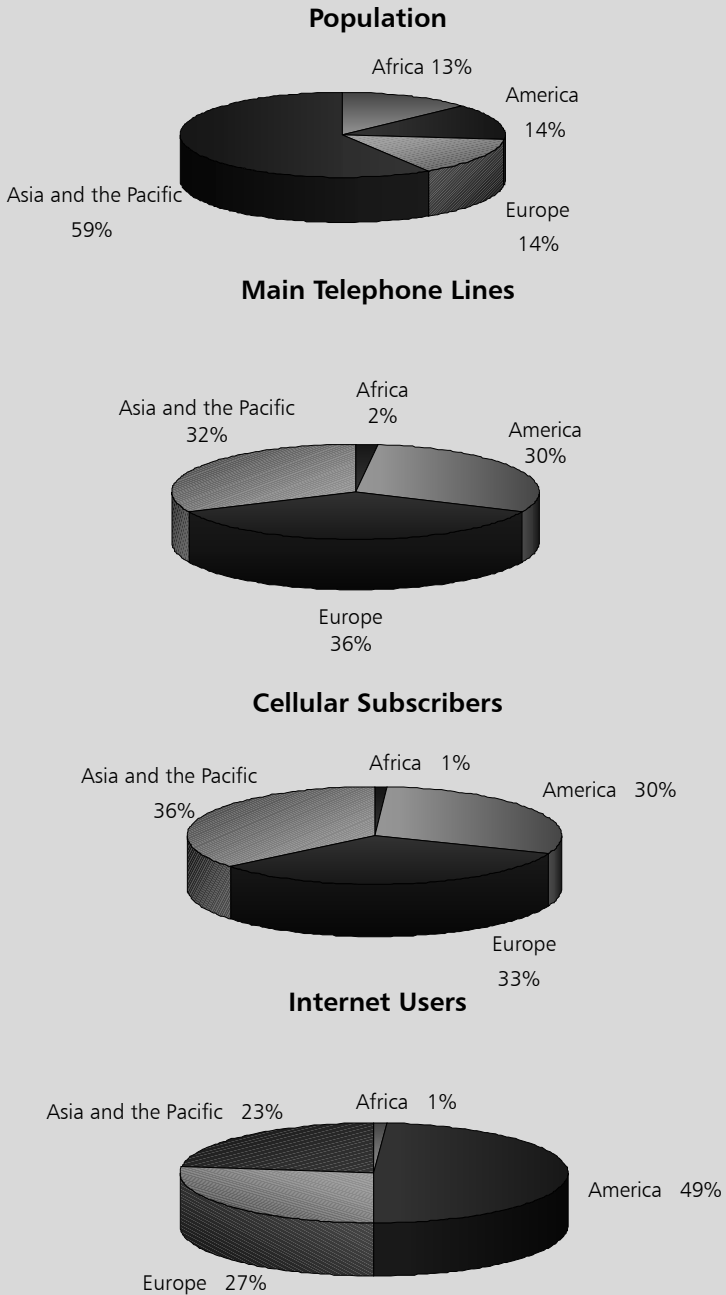 Population
Africa 13%
America
14%
Asia and the Pacific
59%
Europe
14%
Main Telephone Lines
Africa
2%
Asia and the Pacific
32%
America
30%
Europe
36%
Cellular Subscribers
Africa 1%
Asia and the Pacific
36%
America 30%
Europe
33%
Internet Users
Africa 1%
Asia and the Pacific 23%
America 49%
Europe 27%